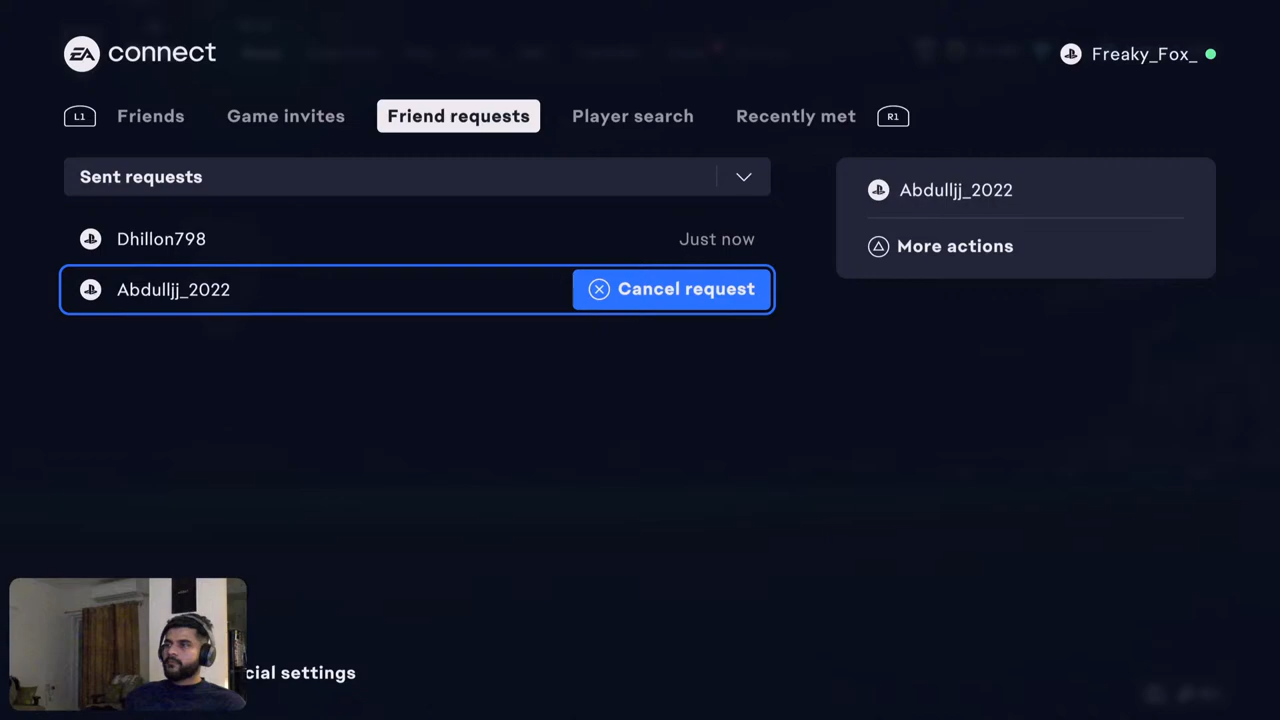 EA connect
Freaky_Fox_
L1 Friends Game invites Friend requests Player search Recently met R1
Sent requests
Abdulljj_2022
Dhillon798 Just now
More actions
Abdulljj_2022 Cancel request
cial settings